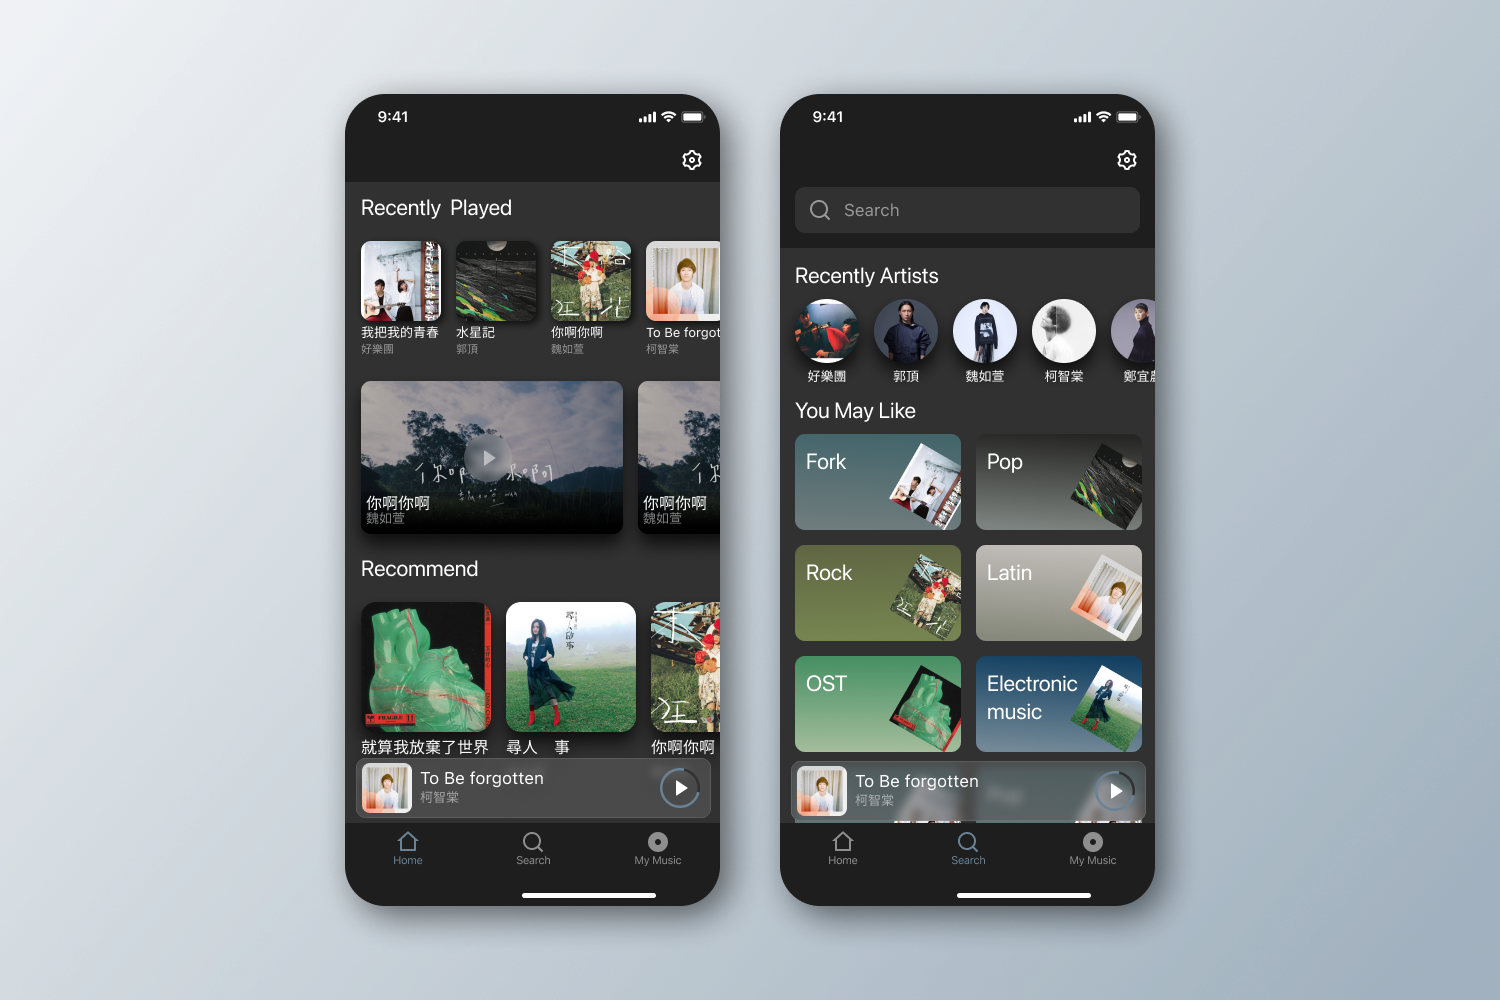 9:41
Recently Played
我把我的青春
好樂團
水星記
郭頂
你啊你啊
魏如萱
To Be forgot
柯智棠
你啊你啊
魏如萱
你啊你啊
魏如萱
Recommend
FRAGILE
就算我放棄了世界
尋人 事
你啊你啊
To Be forgotten
柯智棠
Home
Search
My Music
9:41
Search
Recently Artists
好樂團
郭頂
魏如萱
柯智棠
鄭宜農
You May Like
Fork
Pop
Rock
Latin
OST
Electronic
music
To Be forgotten
柯智棠
Home
Search
My Music